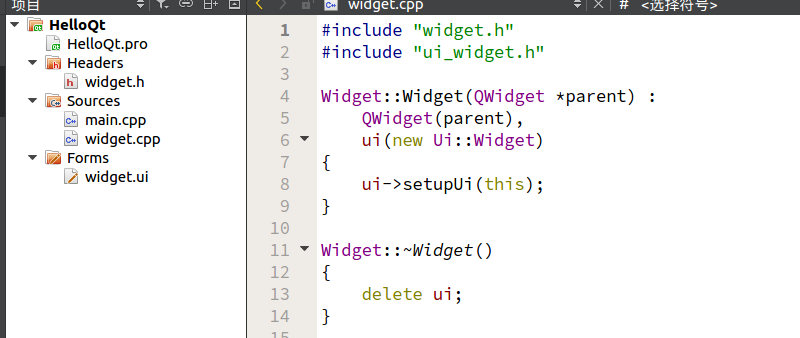 项目
widget.cpp
# <选择符号>
HelloQt
HelloQt.pro
Headers
widget.h
Sources
main.cpp
widget.cpp
Forms
widget.ui
1 #include "widget.h"
2 #include "ui_widget.h"
3
4 Widget::Widget(QWidget *parent) :
5     QWidget(parent),
6     ui(new Ui::Widget)
7 {
8     ui->setupUi(this);
9 }
10
11 Widget::~Widget()
12 {
13     delete ui;
14 }
15